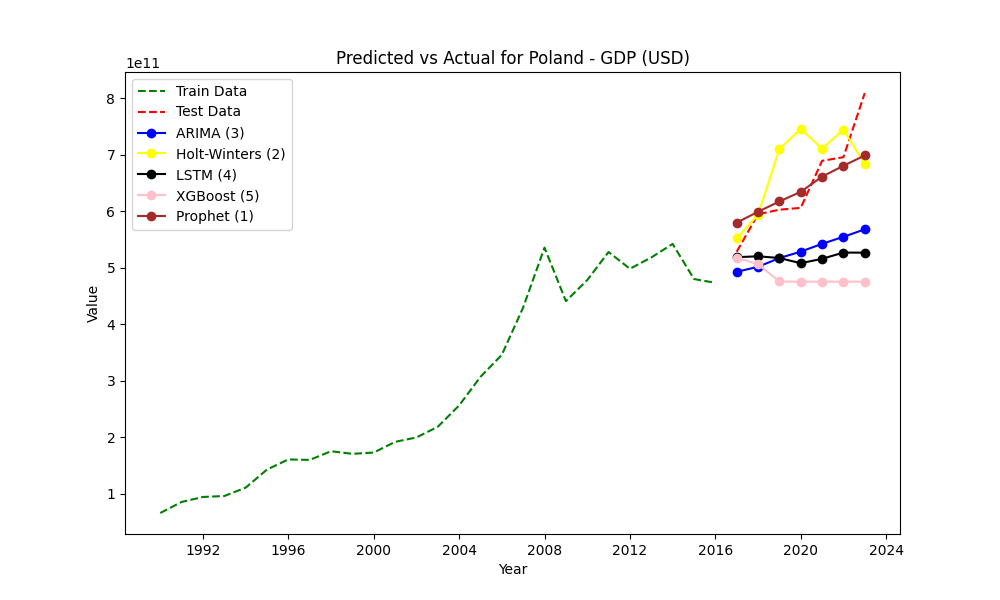 Predicted vs Actual for Poland - GDP (USD)
1e11
Train Data
Test Data
ARIMA (3)
Holt-Winters (2)
LSTM (4)
XGBoost (5)
Prophet (1)
8
7
6
5
4
3
2
1
Value
1992 1996 2000 2004 2008 2012 2016 2020 2024
Year